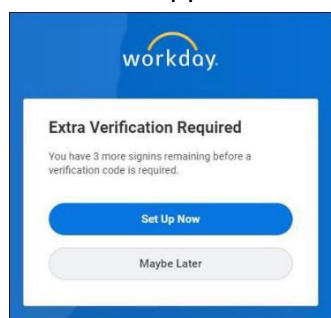 workday.
Extra Verification Required
You have 3 more signins remaining before a
verification code is required.
Set Up Now
Maybe Later